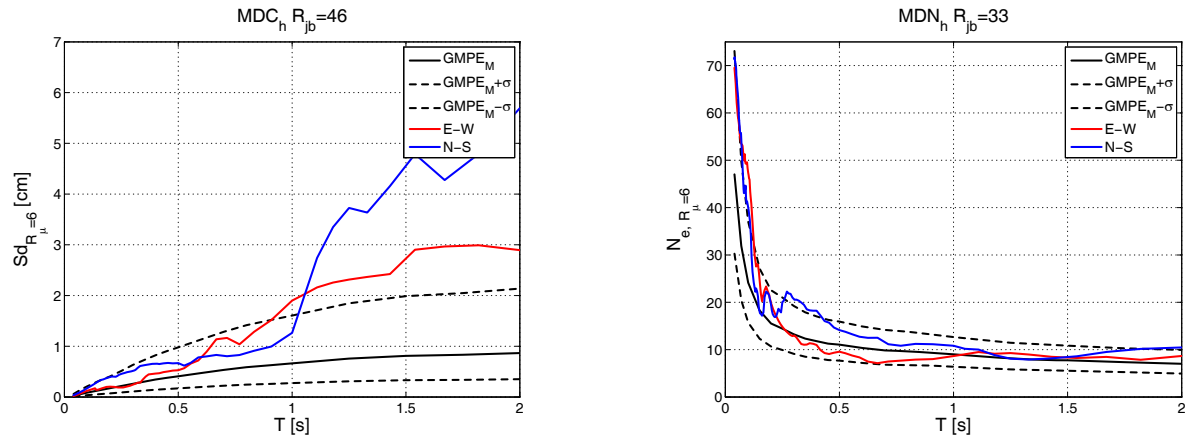 MDC_h R_jb=46
Sd_R_μ=6 [cm]
7
6
5
4
3
2
1
0
0
0.5
1
1.5
2
T [s]
GMPE_M
GMPE_M+σ
GMPE_M−σ
E−W
N−S
MDN_h R_jb=33
N_e, R_μ=6
70
60
50
40
30
20
10
0
0
0.5
1
1.5
2
T [s]
GMPE_M
GMPE_M+σ
GMPE_M−σ
E−W
N−S